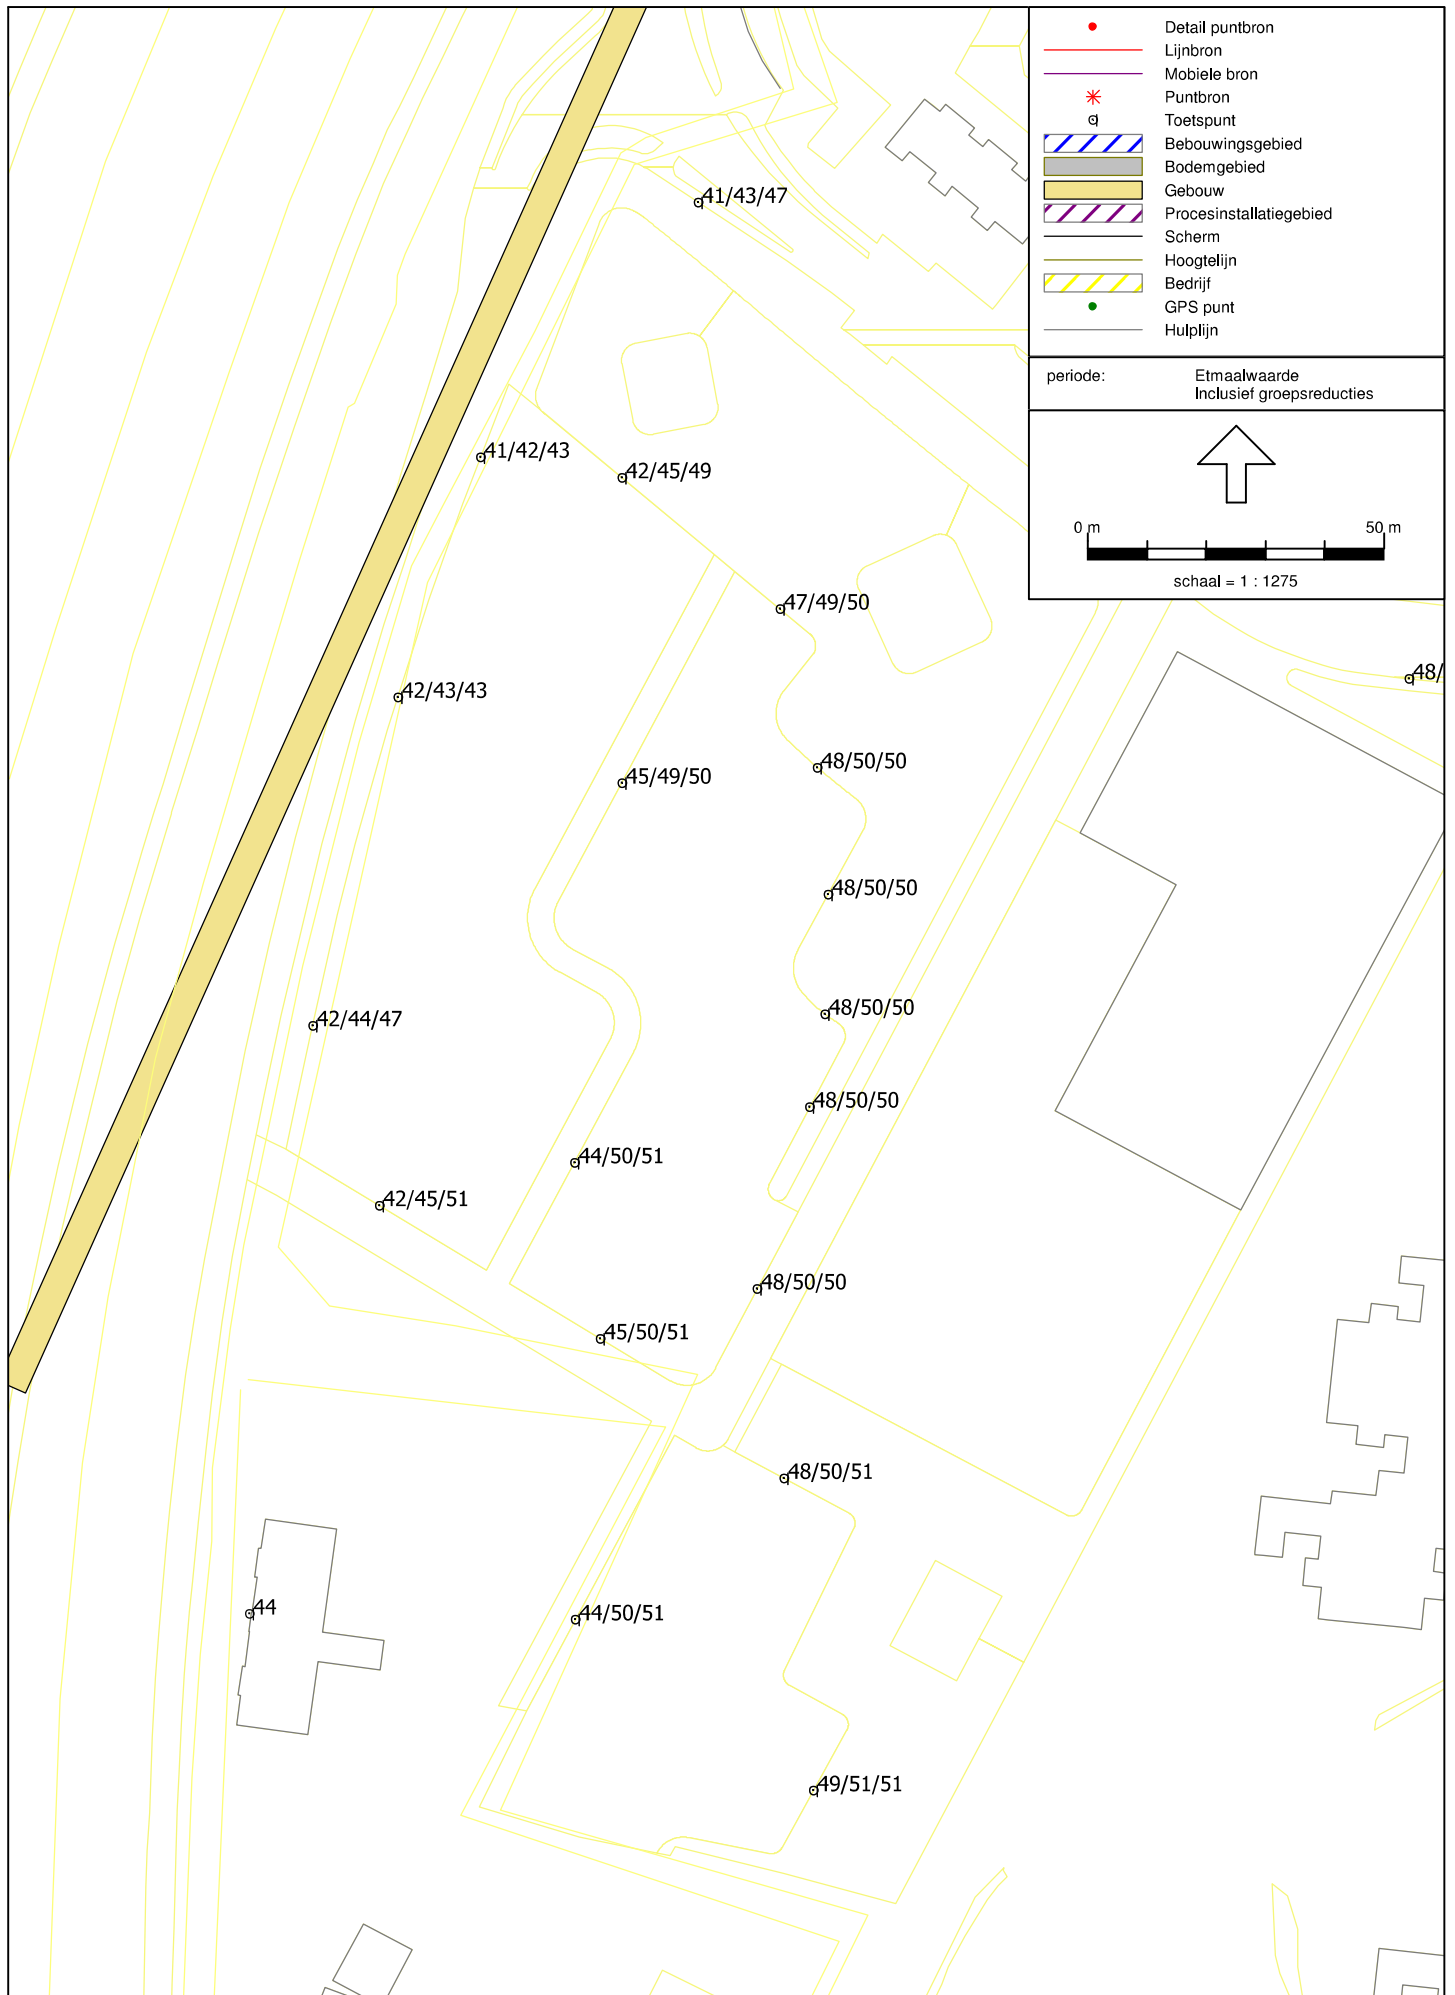 Detail puntbron
Lijnbron
Mobiele bron
Puntbron
Toetspunt
Bebouwingsgebied
Bodemgebied
Gebouw
Procesinstallatiegebied
Scherm
Hoogtelijn
Bedrijf
GPS punt
Hulplijn
periode: Etmaalwaarde
Inclusief groepsreducties
0 m 50 m
schaal = 1 : 1275
41/43/47
41/42/43
42/45/49
47/49/50
48/
42/43/43
48/50/50
45/49/50
48/50/50
48/50/50
42/44/47
48/50/50
44/50/51
42/45/51
48/50/50
45/50/51
48/50/51
44
44/50/51
49/51/51